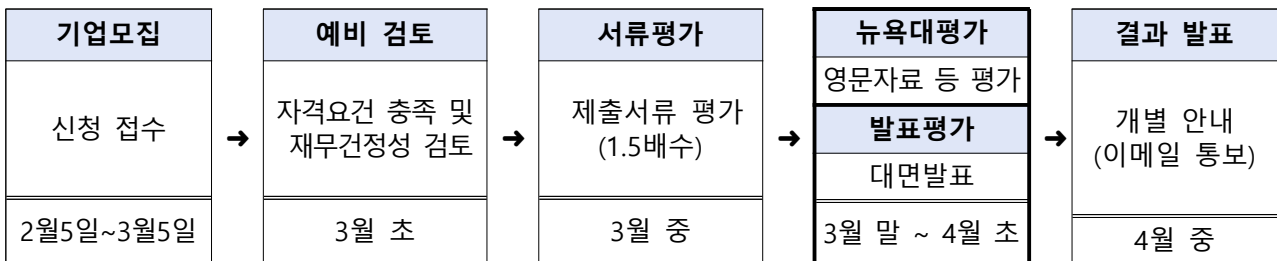 기업모집
신청 접수
2월5일~3월5일
➜
예비 검토
자격요건 충족 및
재무건정성 검토
3월 초
➜
서류평가
제출서류 평가
(1.5배수)
3월 중
➜
뉴욕대평가
영문자료 등 평가
발표평가
대면발표
3월 말 ~ 4월 초
➜
결과 발표
개별 안내
(이메일 통보)
4월 중